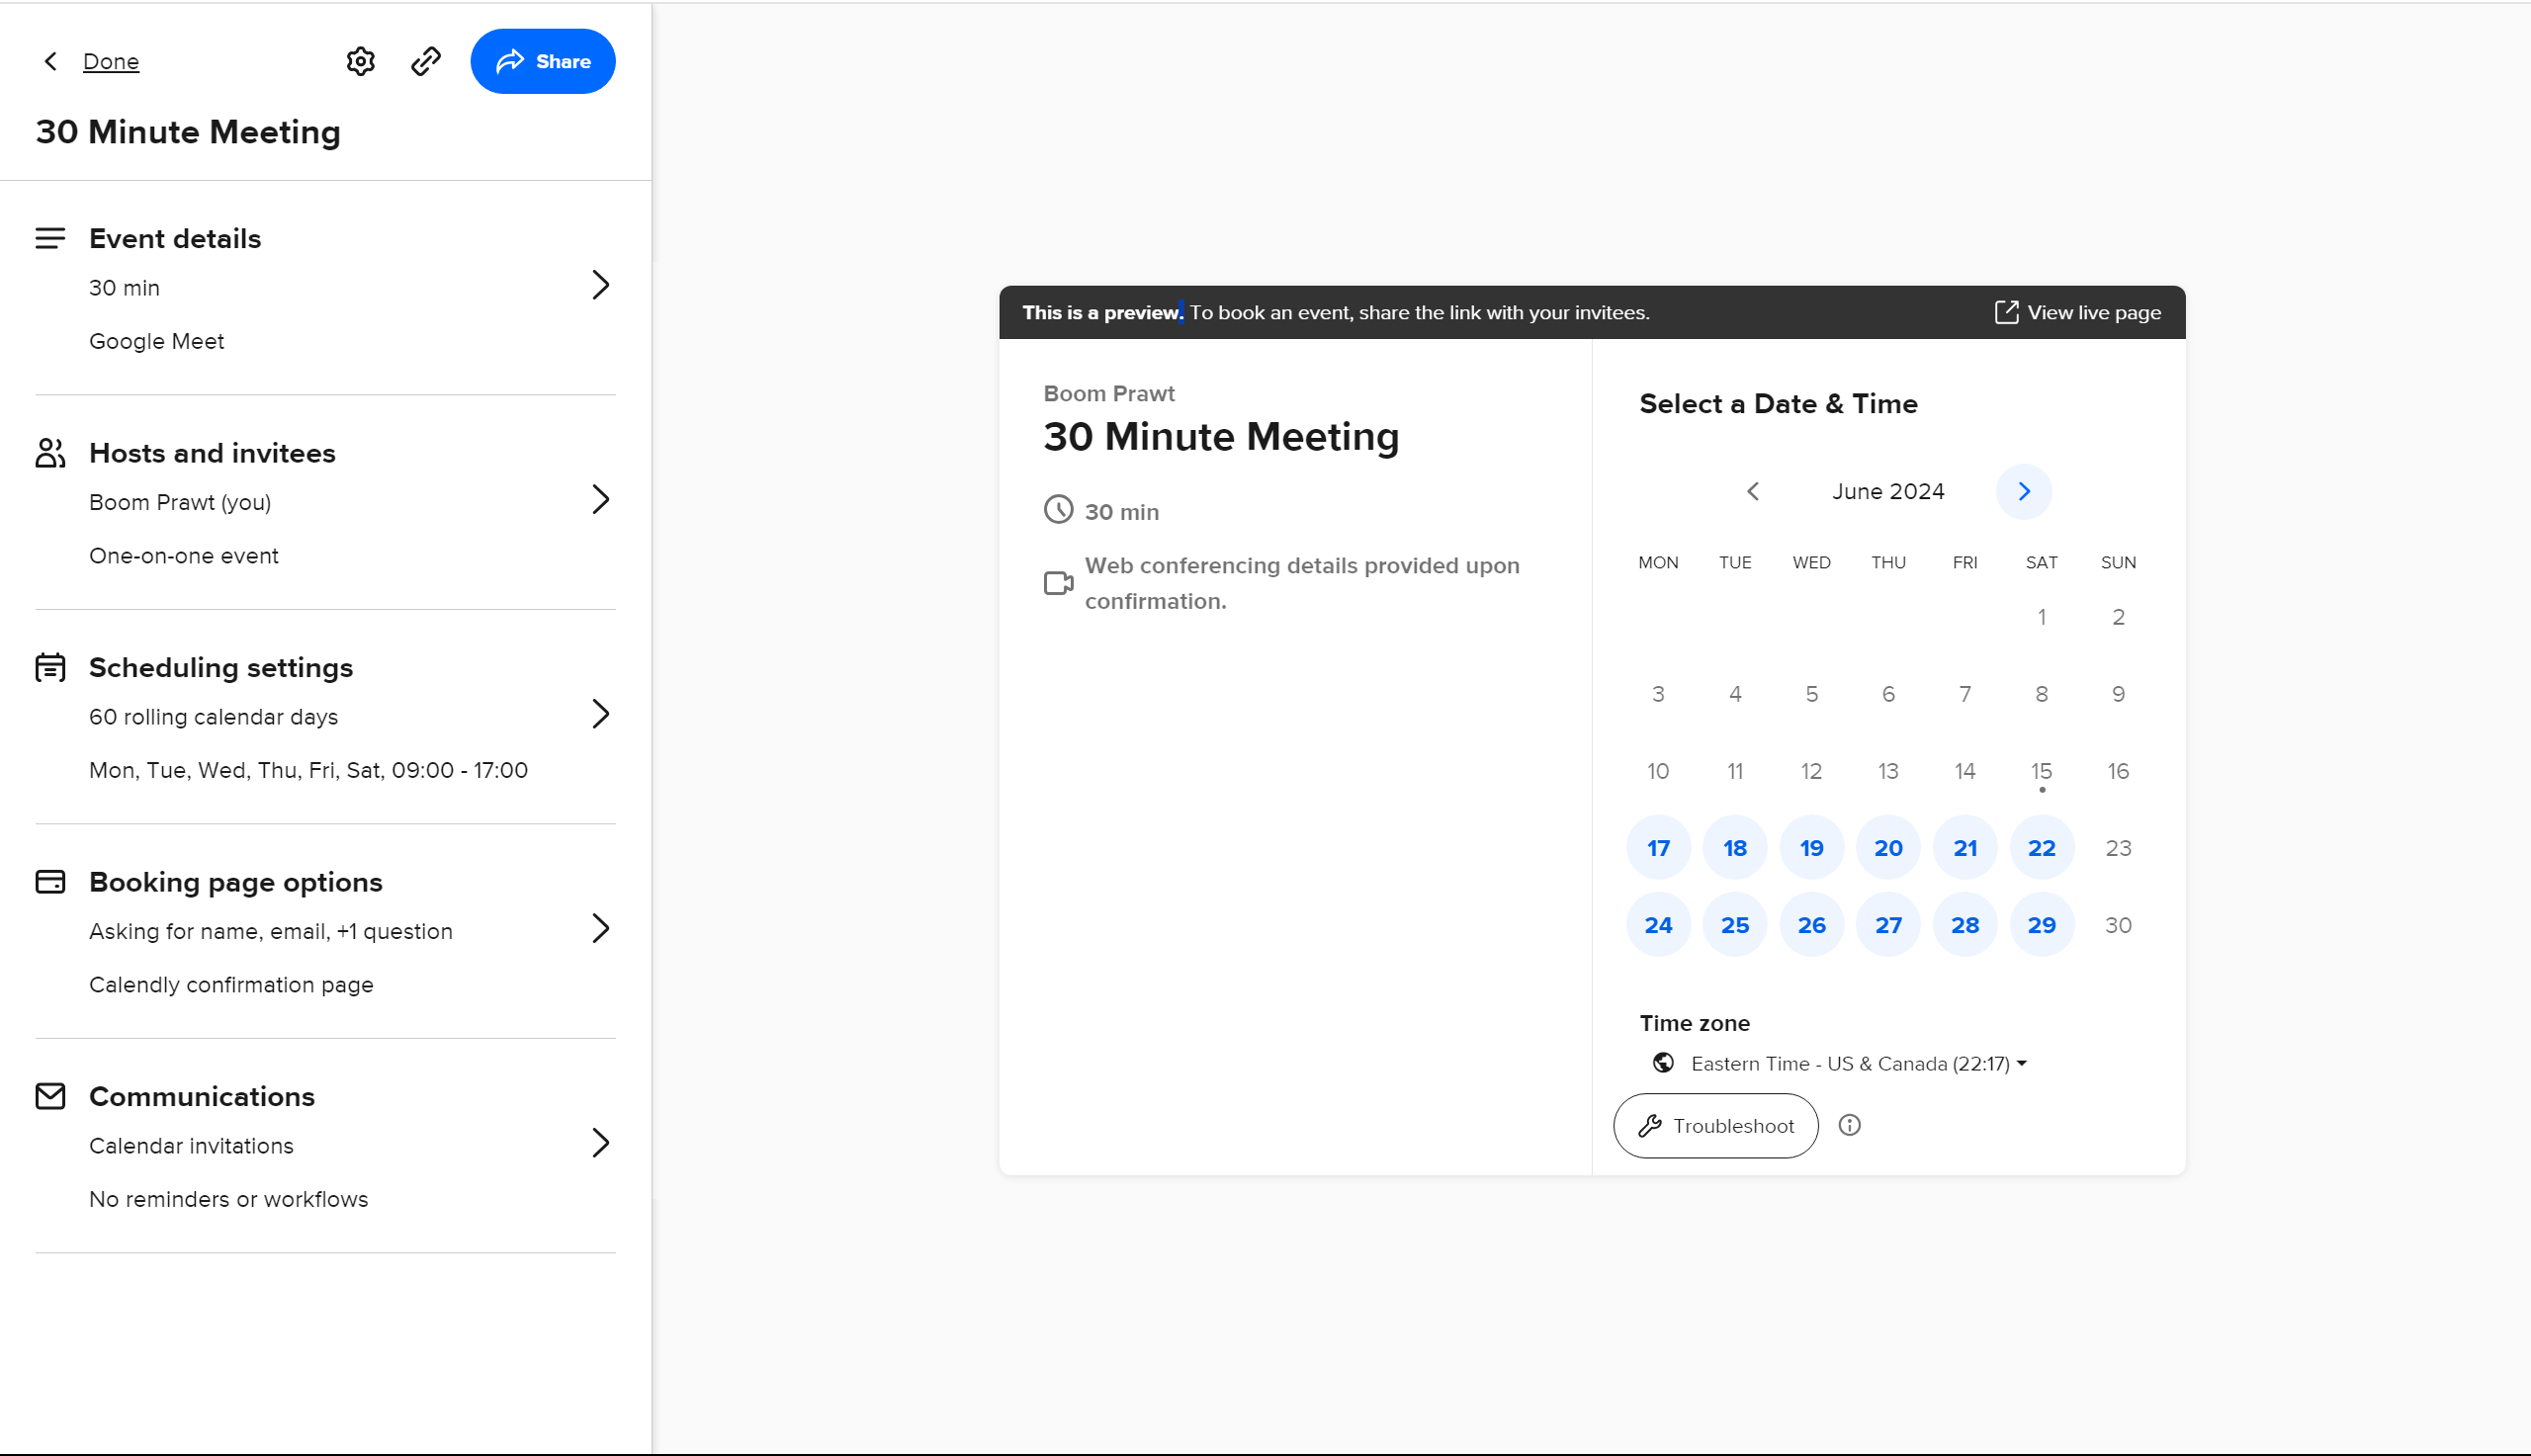 Done
Share
30 Minute Meeting
Event details
30 min
Google Meet
Hosts and invitees
Boom Prawt (you)
One-on-one event
Scheduling settings
60 rolling calendar days
Mon, Tue, Wed, Thu, Fri, Sat, 09:00 - 17:00
Booking page options
Asking for name, email, +1 question
Calendly confirmation page
Communications
Calendar invitations
No reminders or workflows
This is a preview. To book an event, share the link with your invitees.
View live page
Boom Prawt
30 Minute Meeting
30 min
Web conferencing details provided upon
confirmation.
Select a Date & Time
June 2024
MON TUE WED THU FRI SAT SUN
1 2
3 4 5 6 7 8 9
10 11 12 13 14 15 16
17 18 19 20 21 22 23
24 25 26 27 28 29 30
Time zone
Eastern Time - US & Canada (22:17)
Troubleshoot